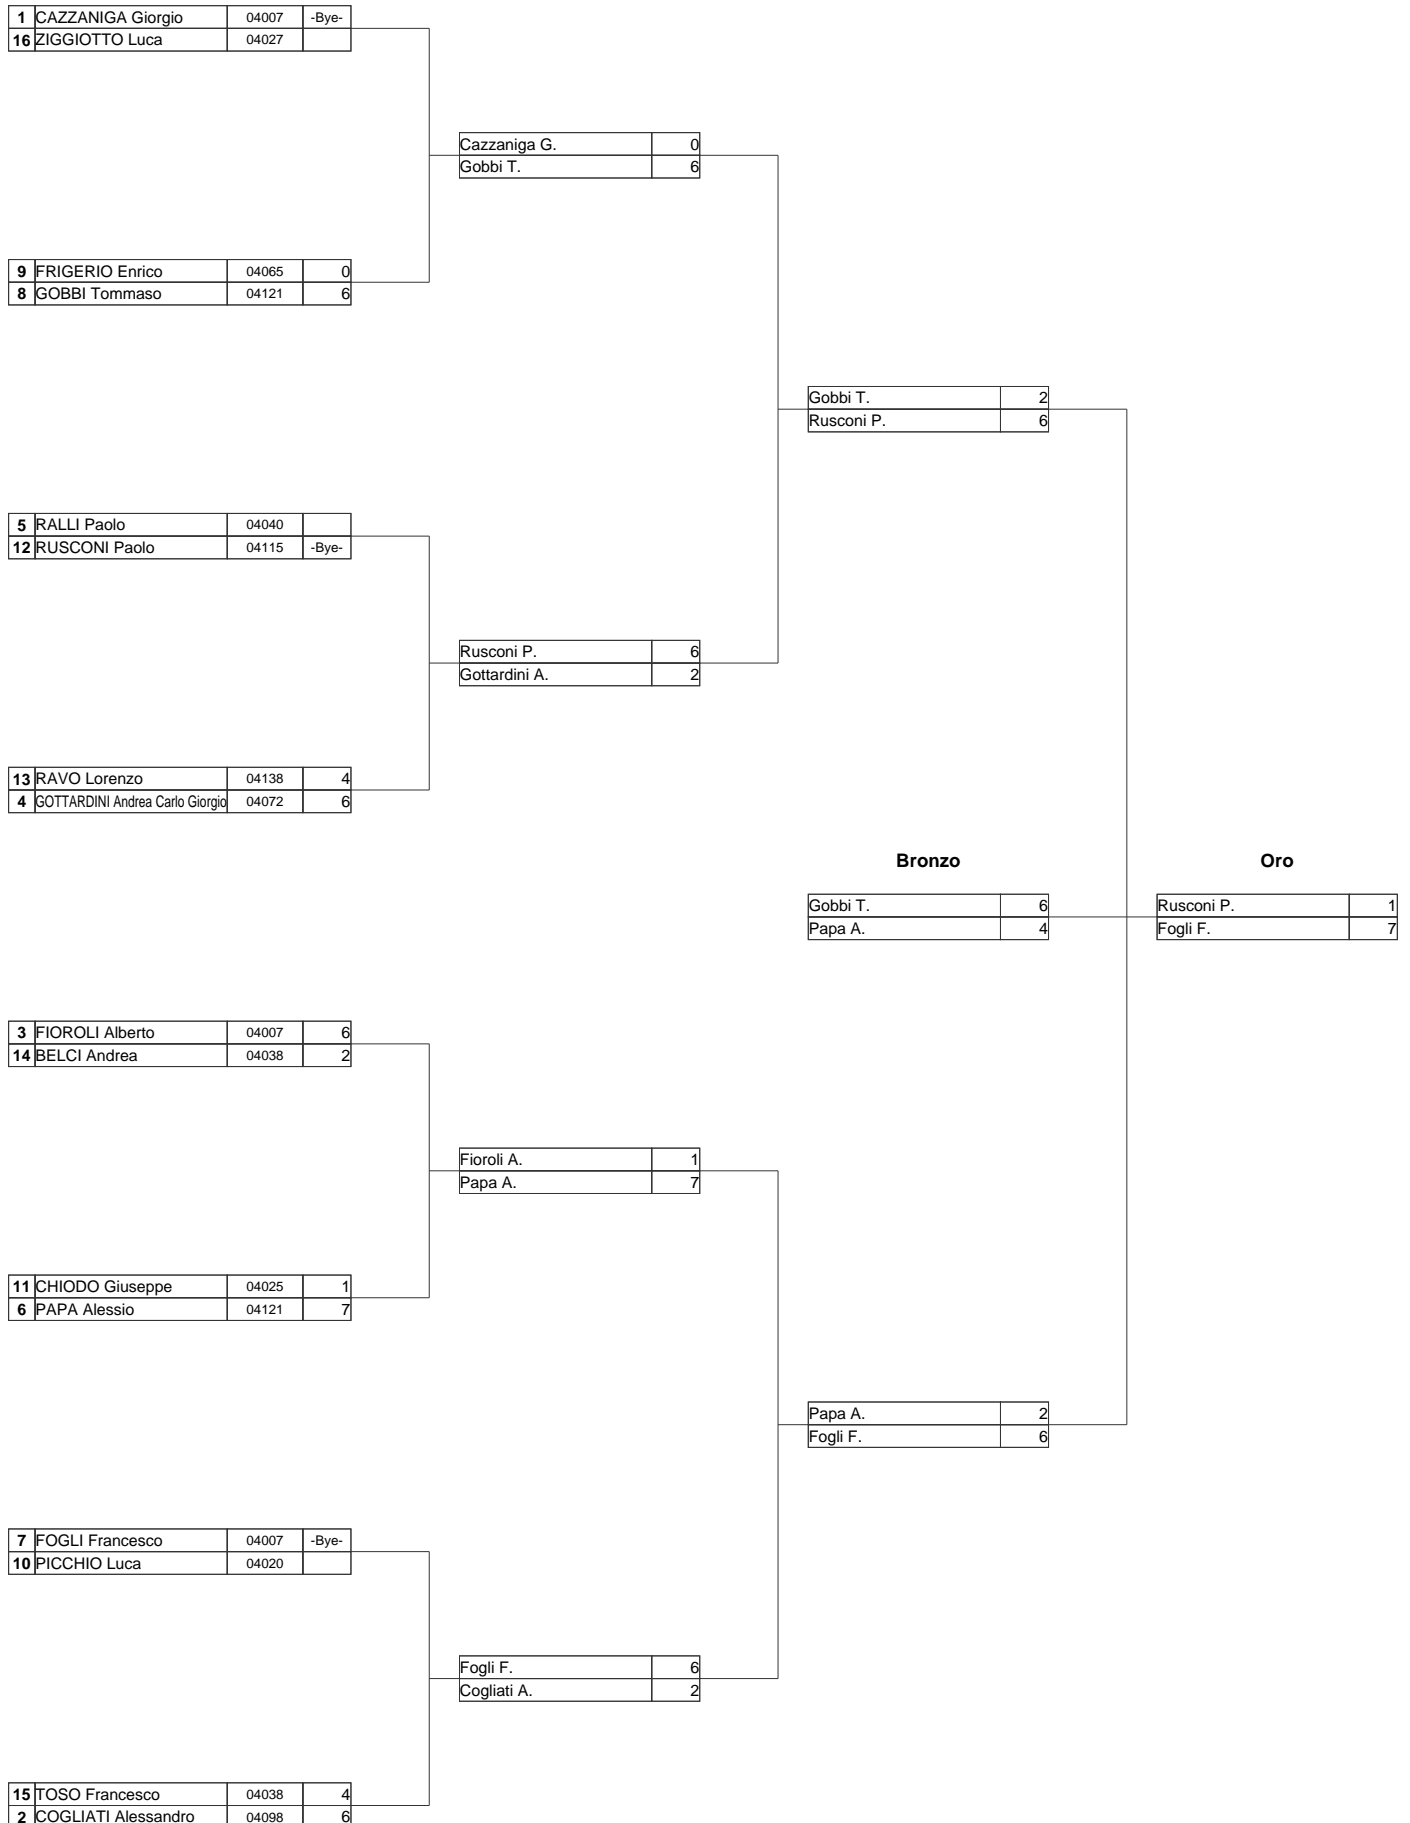 1 CAZZANIGA Giorgio 04007 -Bye-
16 ZIGGIOTTO Luca 04027
Cazzaniga G. 0
Gobbi T. 6
9 FRIGERIO Enrico 04065 0
8 GOBBI Tommaso 04121 6
Gobbi T. 2
Rusconi P. 6
5 RALLI Paolo 04040
12 RUSCONI Paolo 04115 -Bye-
Rusconi P. 6
Gottardini A. 2
13 RAVO Lorenzo 04138 4
4 GOTTARDINI Andrea Carlo Giorgio 04072 6
Bronzo Oro
Gobbi T. 6 Rusconi P. 1
Papa A. 4 Fogli F. 7
3 FIOROLI Alberto 04007 6
14 BELCI Andrea 04038 2
Fioroli A. 1
Papa A. 7
11 CHIODO Giuseppe 04025 1
6 PAPA Alessio 04121 7
Papa A. 2
Fogli F. 6
7 FOGLI Francesco 04007 -Bye-
10 PICCHIO Luca 04020
Fogli F. 6
Cogliati A. 2
15 TOSO Francesco 04038 4
2 COGLIATI Alessandro 04098 6